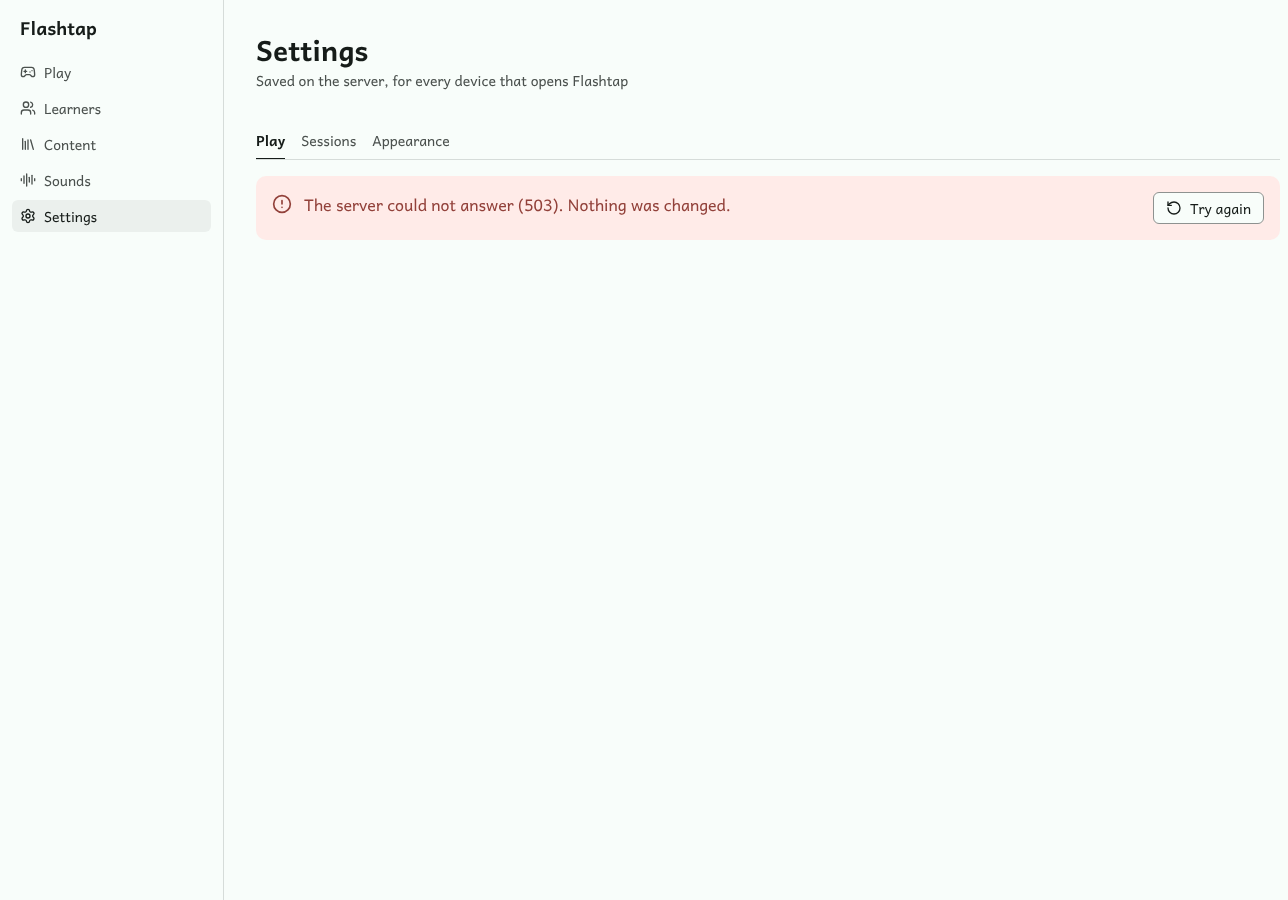 Flashtap
Play
Learners
Content
Sounds
Settings
Settings
Saved on the server, for every device that opens Flashtap
Play Sessions Appearance
The server could not answer (503). Nothing was changed.
Try again